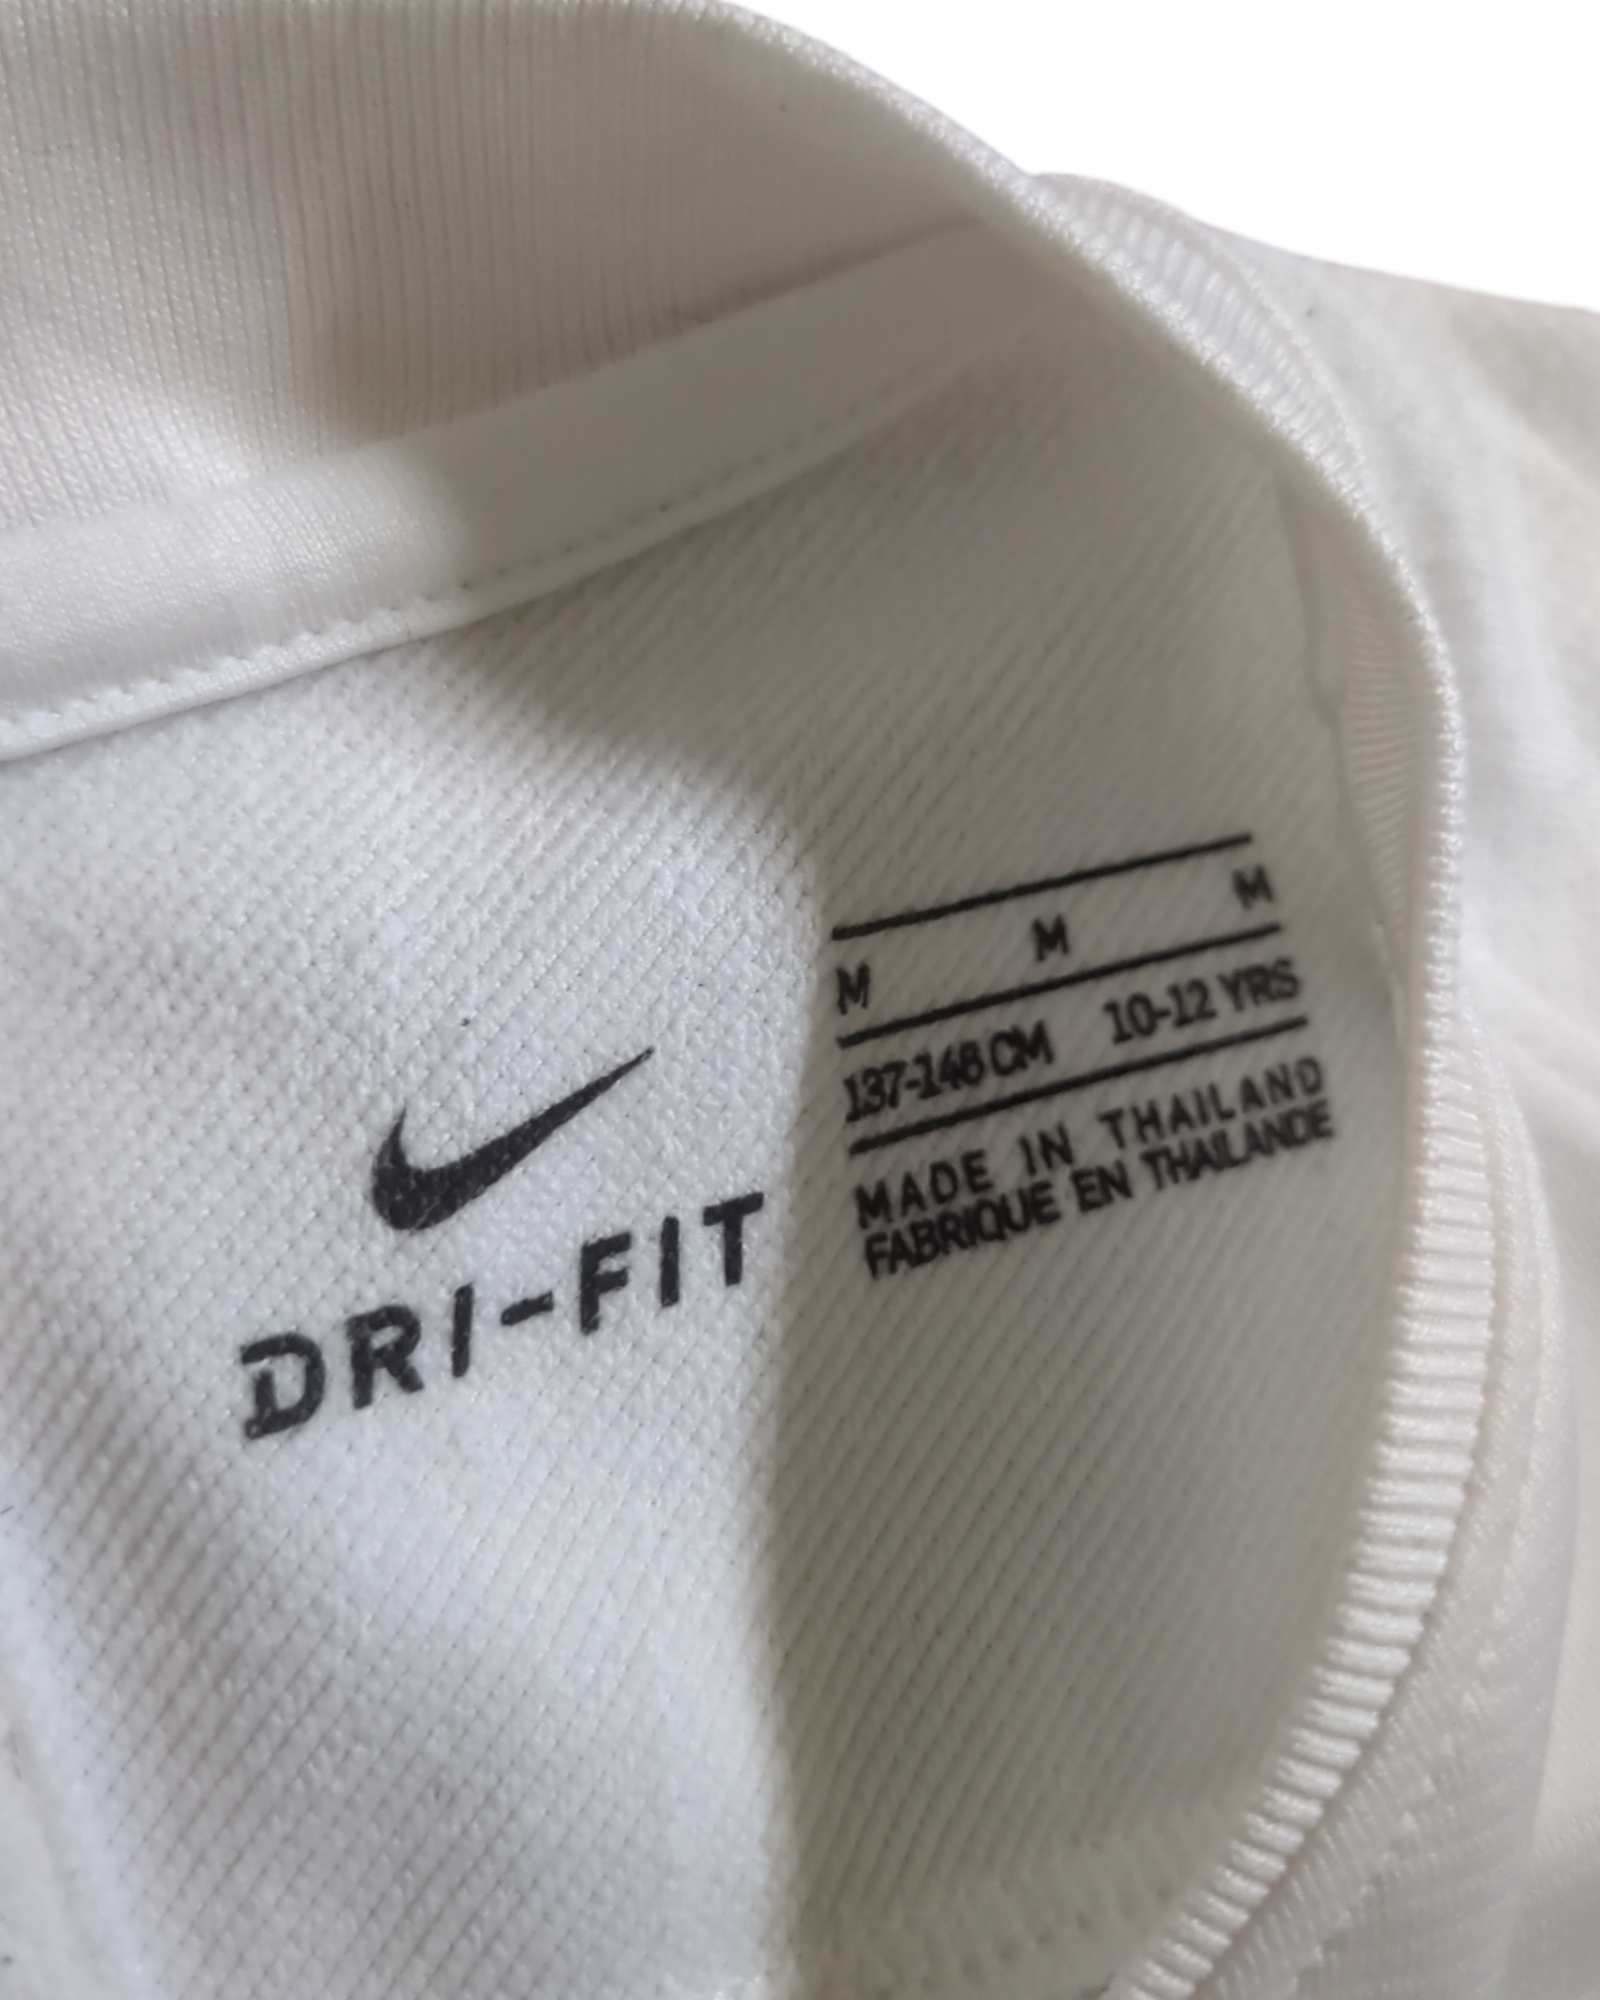 DRI-FIT
M M M
137-148 CM 10-12 YRS
MADE IN THAILAND
FABRIQUE EN THAILANDE